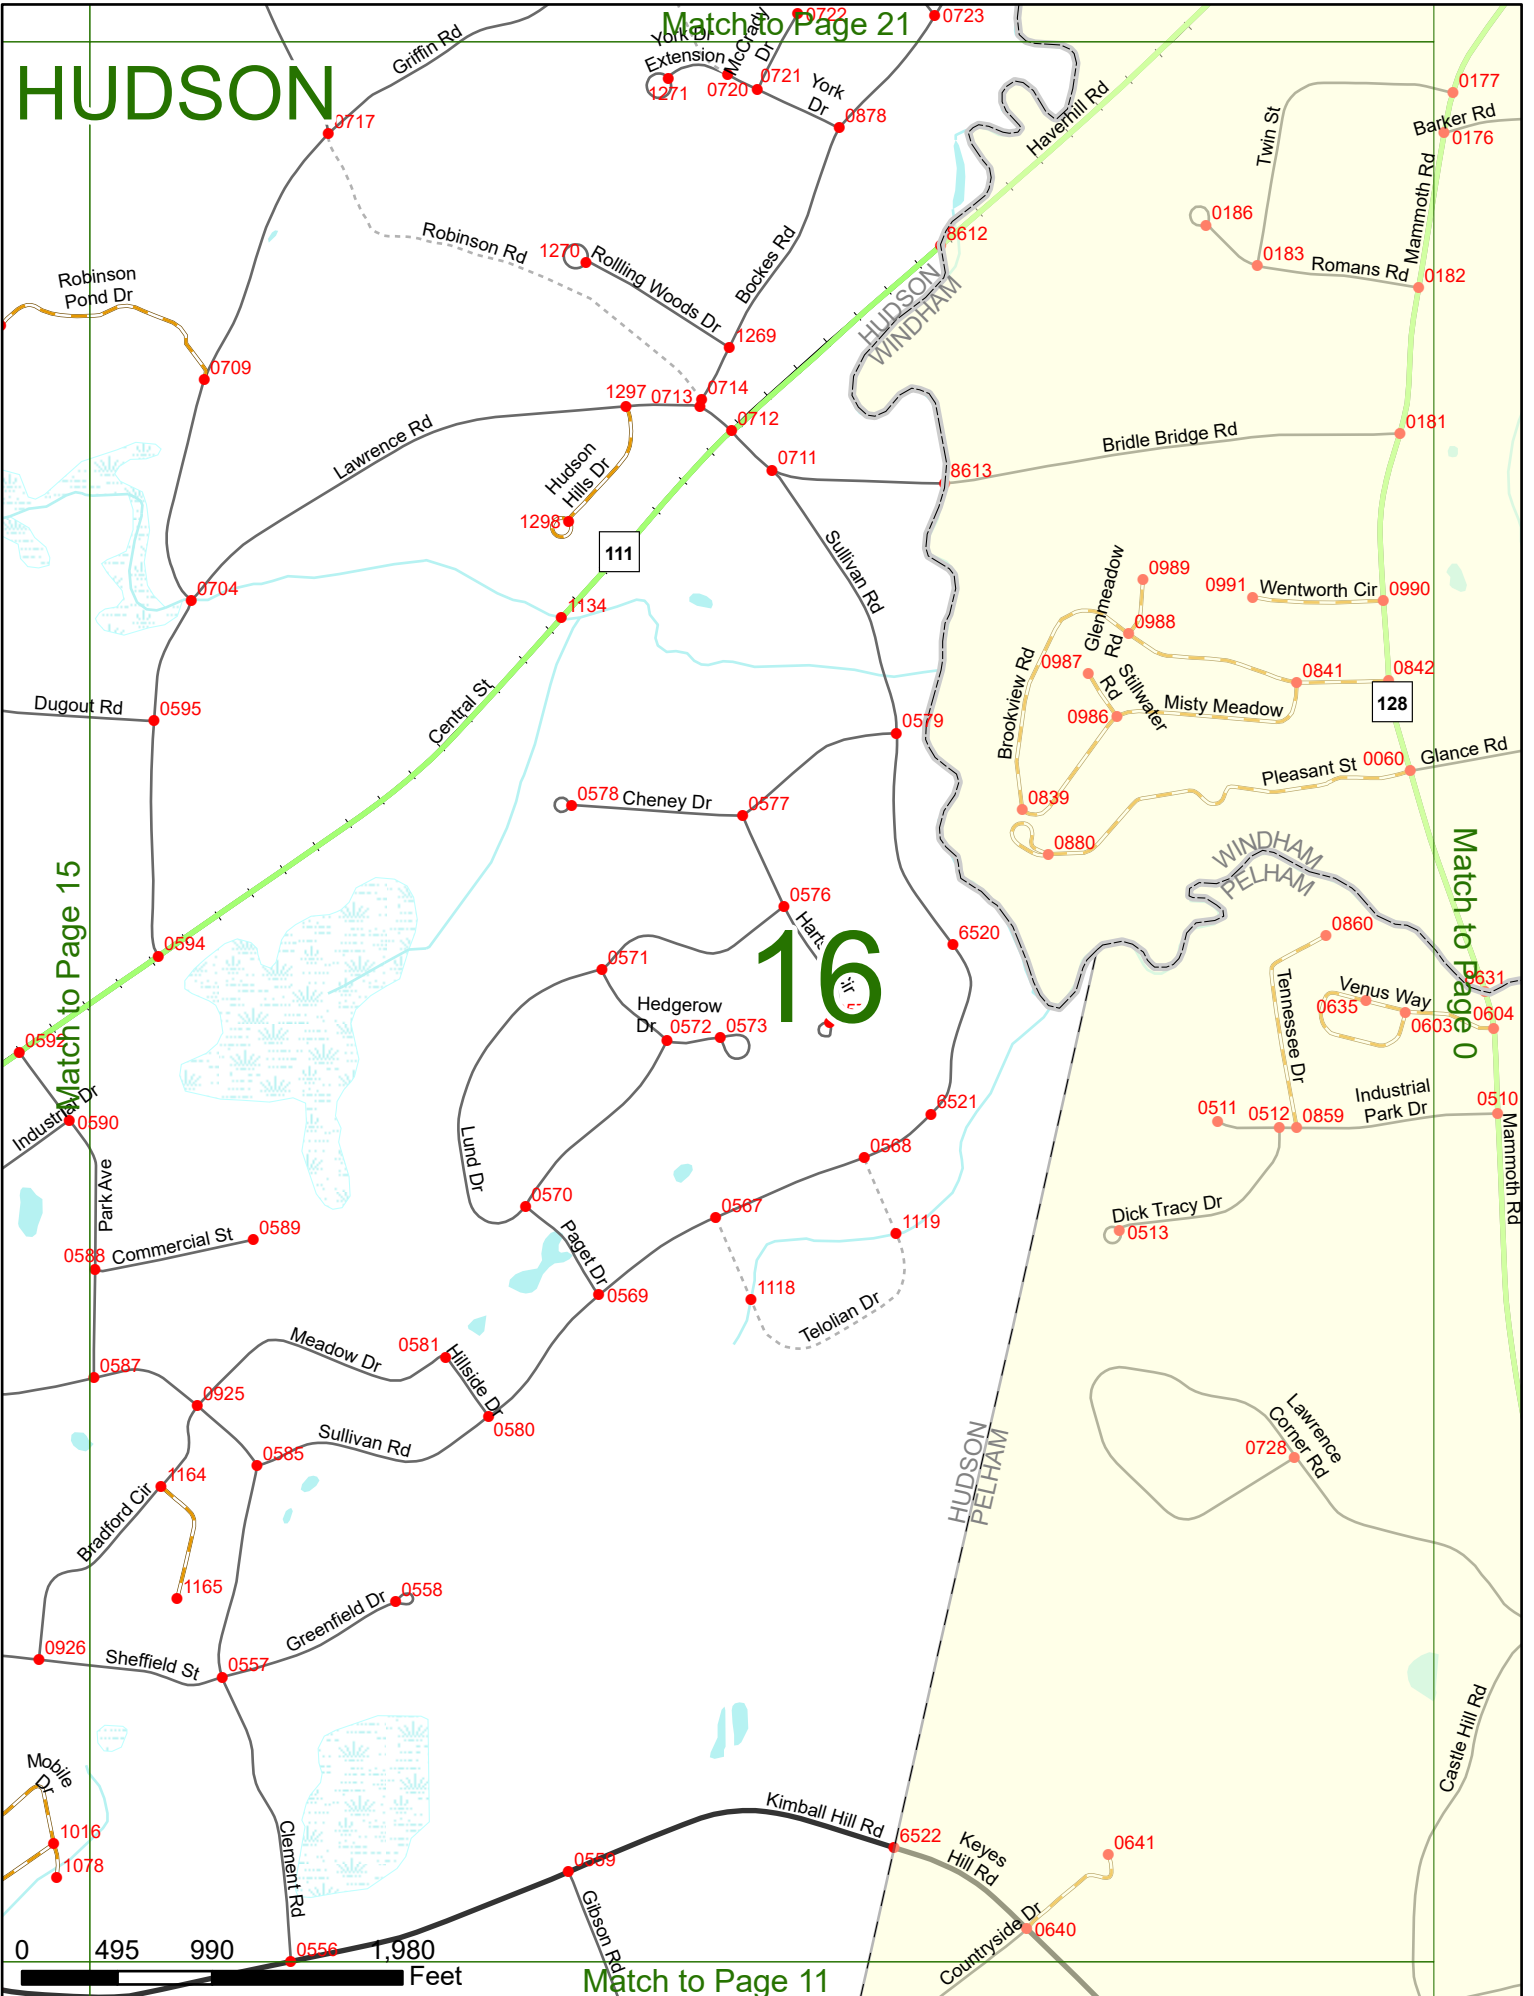 Match to Page 21
HUDSON
0722
0723
Griffin Rd
York Dr
Extension
McCrady
Dr
1271
0720
0721
York
Dr
0878
0717
Haverhill Rd
0177
Barker Rd
0176
Twin St
Mammoth Rd
0186
0183
Romans Rd
0182
Robinson Rd
1270
Rollling Woods Dr
Bockes Rd
8612
HUDSON
WINDHAM
Robinson
Pond Dr
0709
1269
0714
1297
0713
0712
0711
Lawrence Rd
Hudson
Hills Dr
1298
111
8613
Bridle Bridge Rd
0181
Sullivan Rd
0704
1134
0989
Glenmeadow
Rd
0988
0991
Wentworth Cir
0990
0987
Stillwater
Rd
0986
Misty Meadow
0841
0842
128
Brookview Rd
Dugout Rd
0595
Central St
0579
0060
Glance Rd
Pleasant St
0578
Cheney Dr
0577
0839
0880
WINDHAM
PELHAM
Match to Page 15
Match to Page 0
0594
0576
16
6520
0571
Hedgerow
Dr
0572
0573
0860
Tennessee Dr
Venus Way
0635
0603
0604
8631
0592
Industrial Dr
0590
Park Ave
Lund Dr
6521
0568
0511
0512
0859
Industrial
Park Dr
0510
Mammoth Rd
0570
0567
Paget Dr
0569
1119
1118
Telolian Dr
Dick Tracy Dr
0513
0588
Commercial St
0589
0587
Meadow Dr
0581
Hillside Dr
0580
0925
Sullivan Rd
0585
HUDSON
PELHAM
Lawrence
Corner Rd
0728
1164
Bradford Cir
1165
0558
Greenfield Dr
0926
Sheffield St
0557
Castle Hill Rd
Mobile
Dr
1016
1078
Clement Rd
Kimball Hill Rd
6522
Keyes
Hill Rd
0641
0559
Gibson Rd
Countryside Dr
0640
0556
0 495 990 1,980
Feet
Match to Page 11